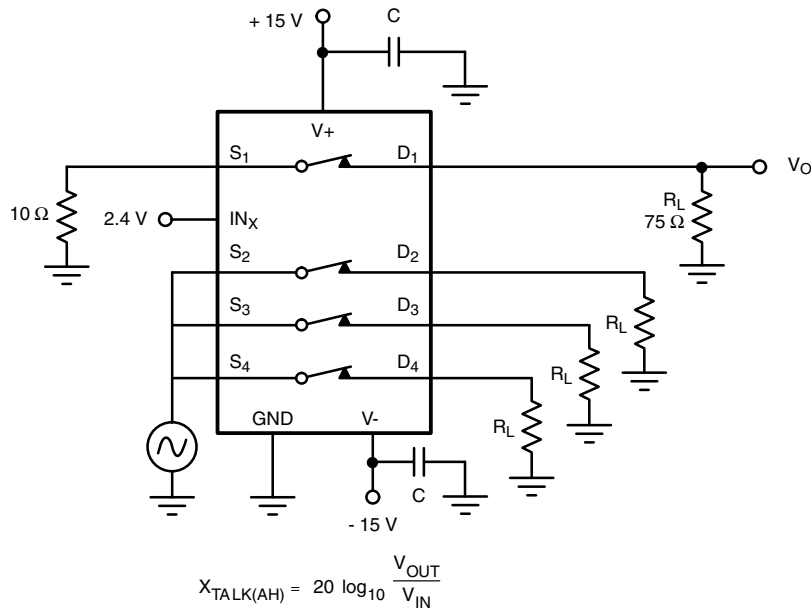 + 15 V
C
V+
S1
D1
VO
10 Ω
2.4 V
INX
RL
75 Ω
S2
D2
S3
D3
RL
S4
D4
RL
RL
GND
V-
C
- 15 V
XTALK(AH) = 20 log10 VOUT
VIN